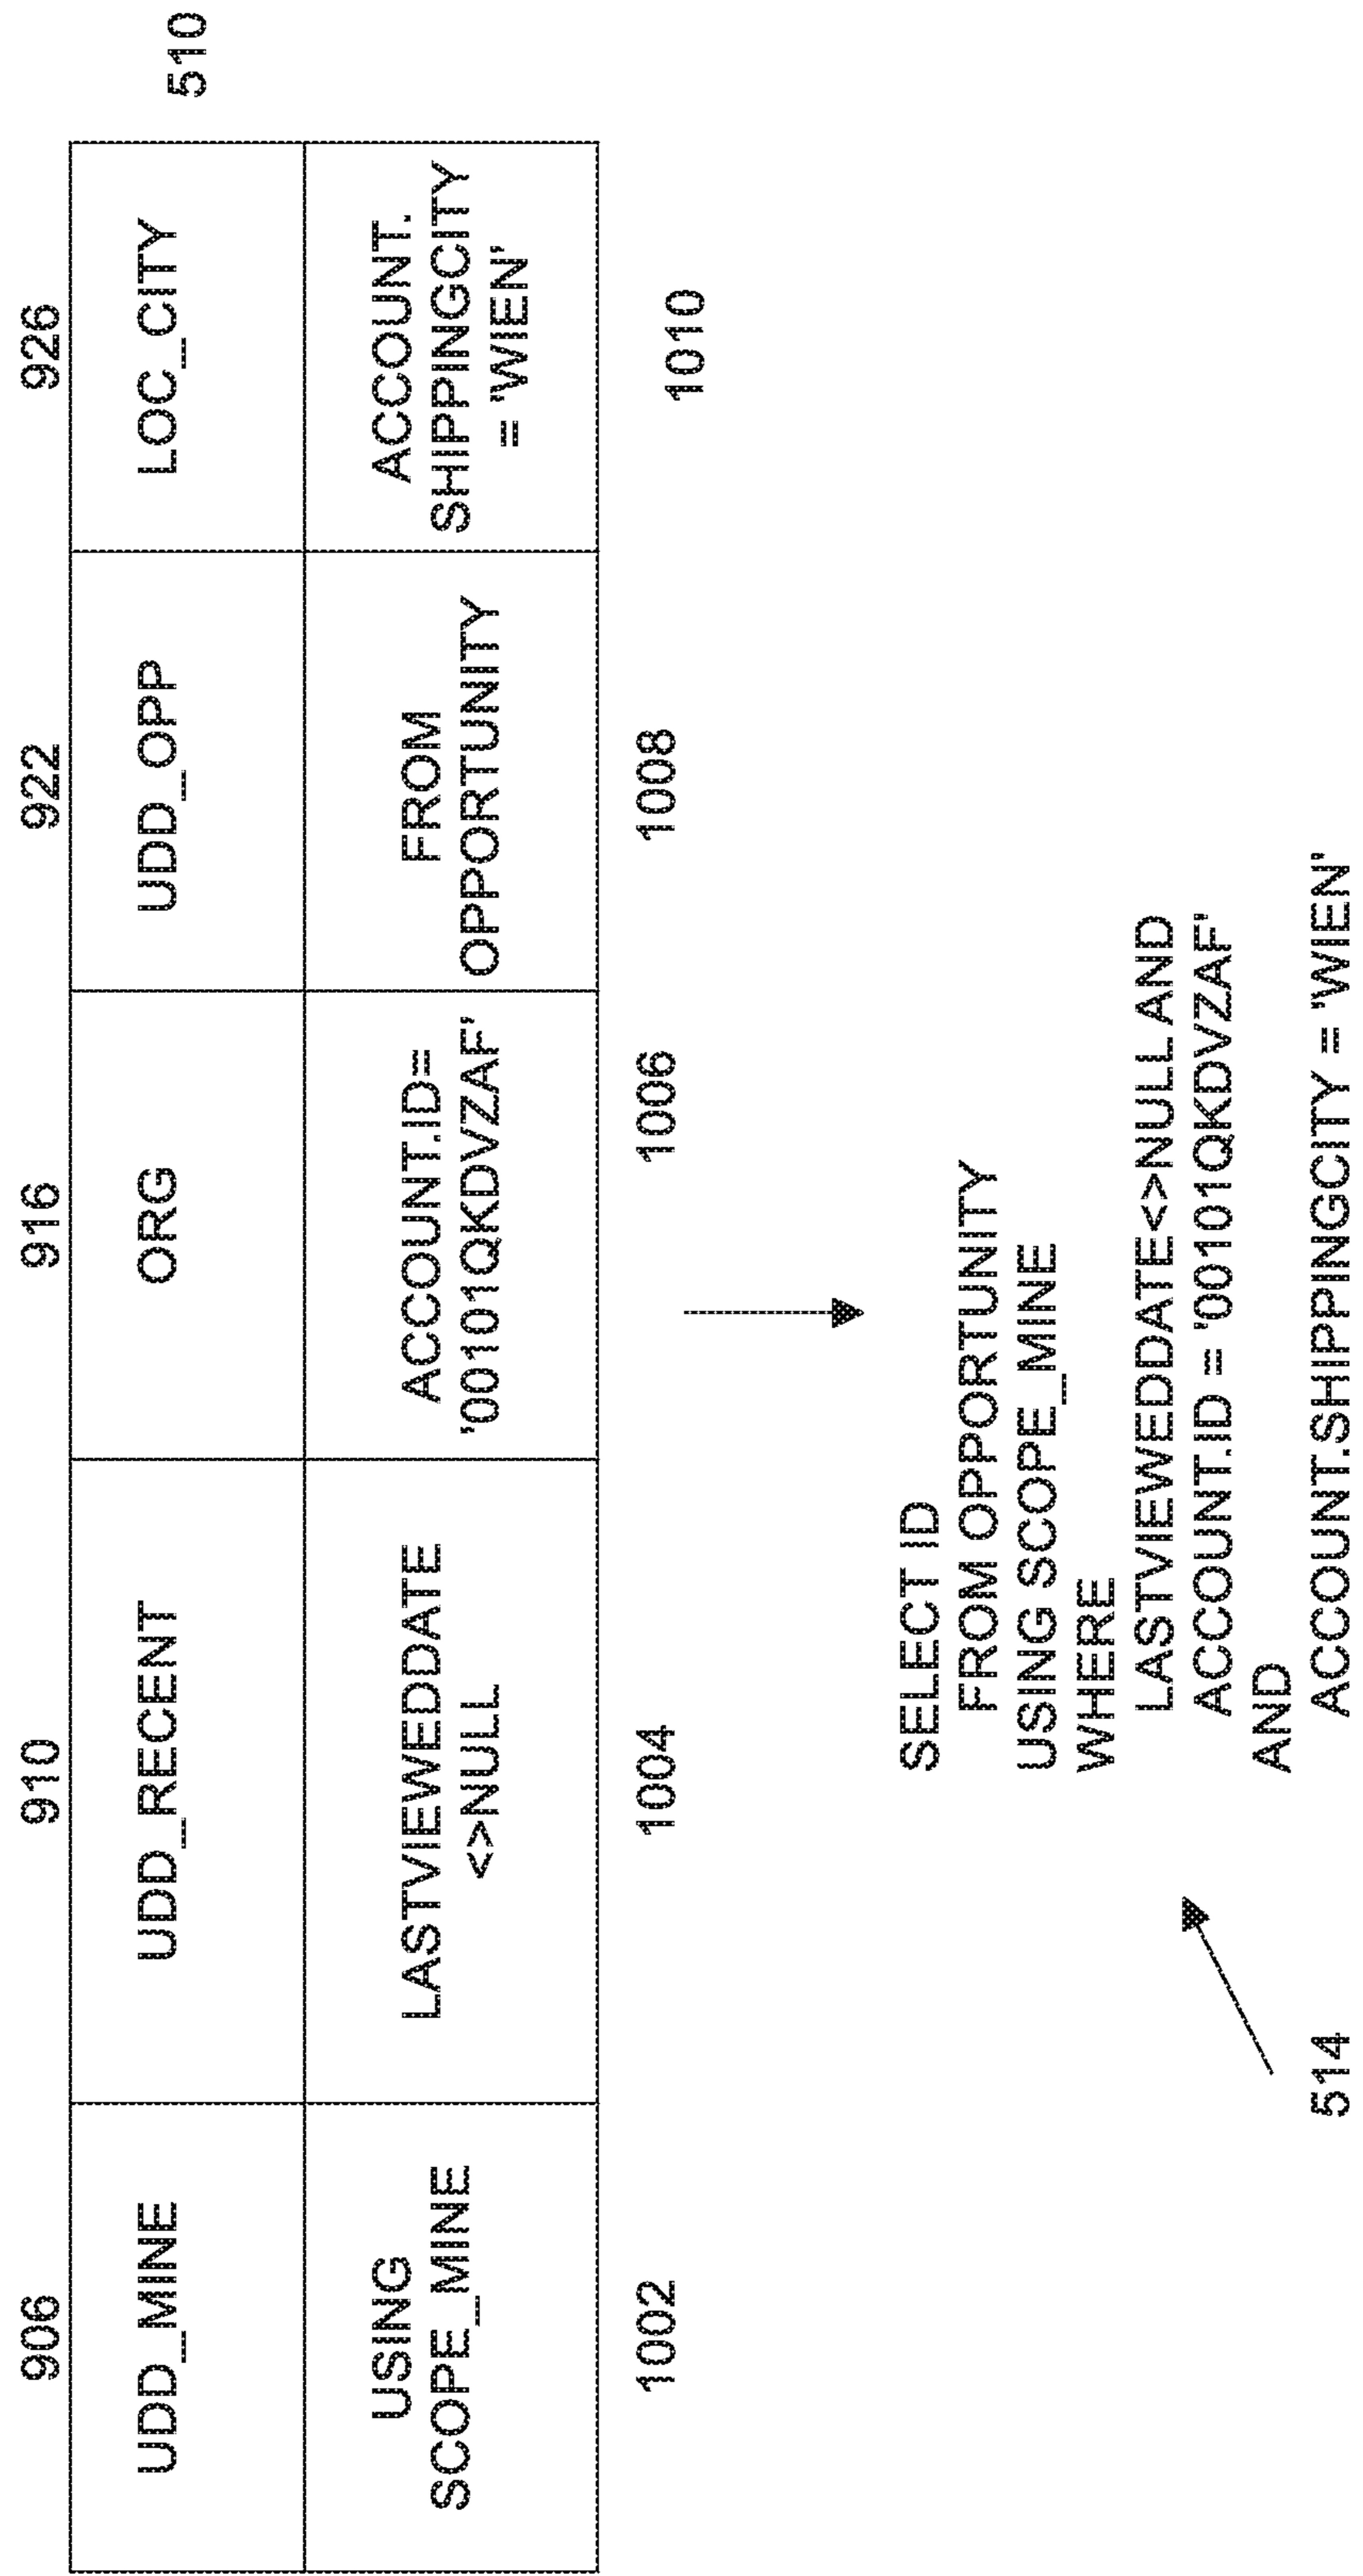 906 910 916 922 926
UDD_MINE UDD_RECENT ORG UDD_OPP LOC_CITY
510
USING
SCOPE_MINE
LASTVIEWEDDATE
<>NULL
ACCOUNT.ID=
'00101QKDVZAF'
FROM
OPPORTUNITY
ACCOUNT.
SHIPPINGCITY
= 'WIEN'
1002 1004 1006 1008 1010
SELECT ID
FROM OPPORTUNITY
USING SCOPE_MINE
WHERE
LASTVIEWEDDATE<>NULL AND
ACCOUNT.ID = '00101QKDVZAF'
AND
ACCOUNT.SHIPPINGCITY = 'WIEN'
514